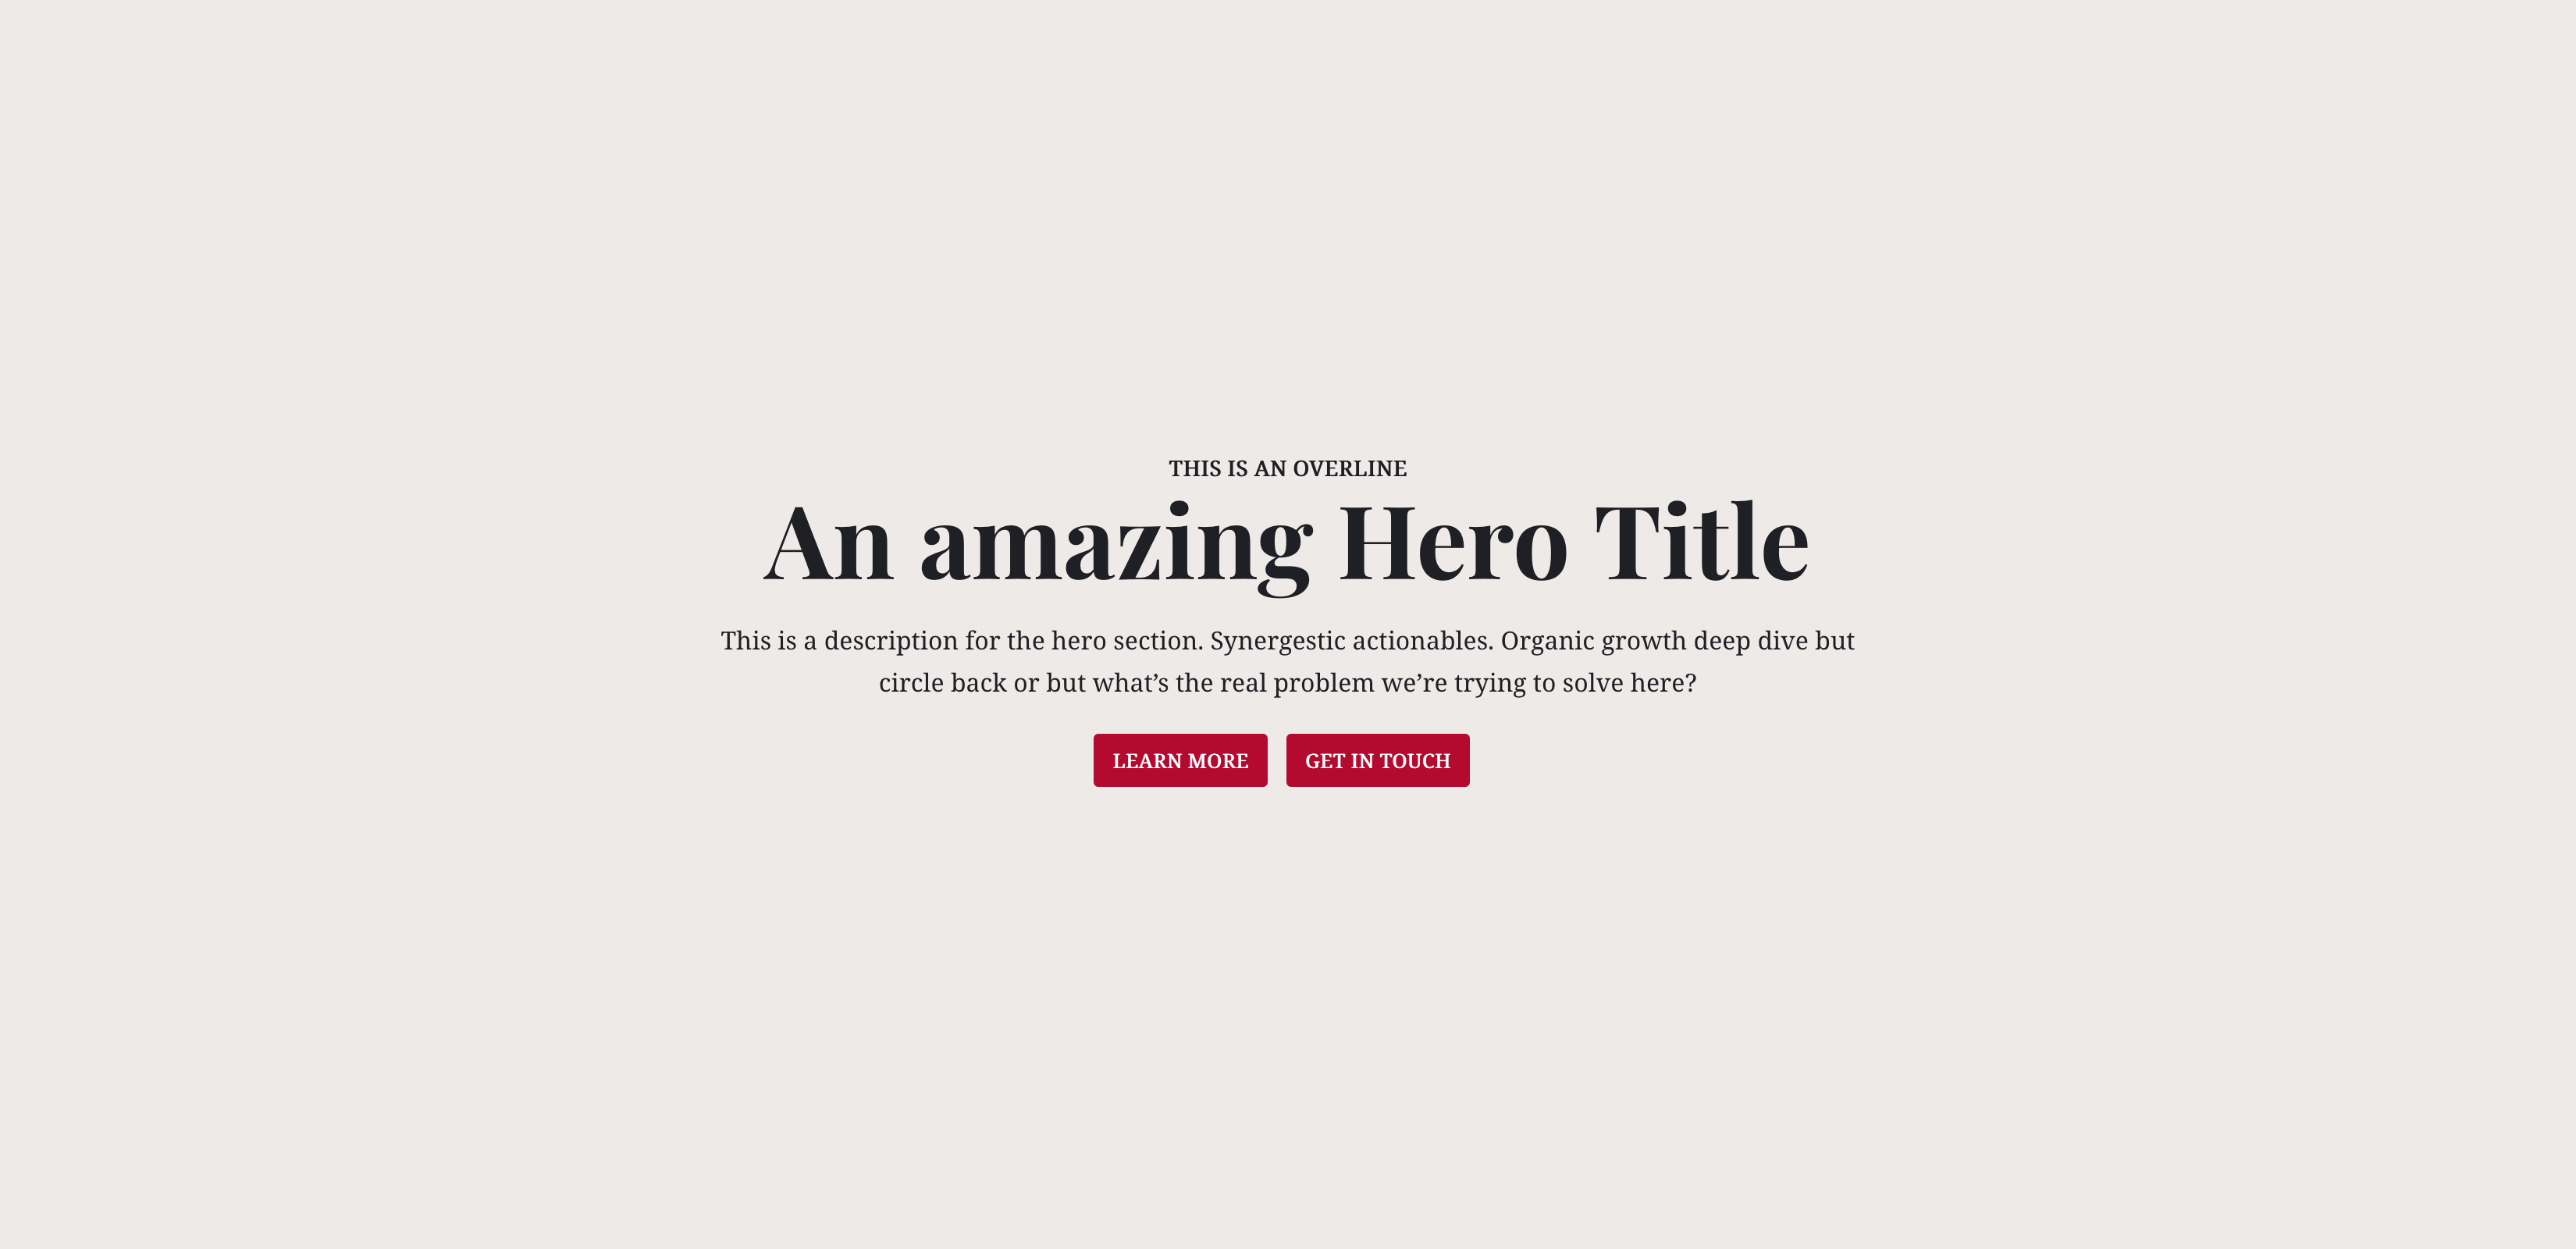 THIS IS AN OVERLINE
An amazing Hero Title
This is a description for the hero section. Synergestic actionables. Organic growth deep dive but
circle back or but what’s the real problem we’re trying to solve here?
LEARN MORE
GET IN TOUCH